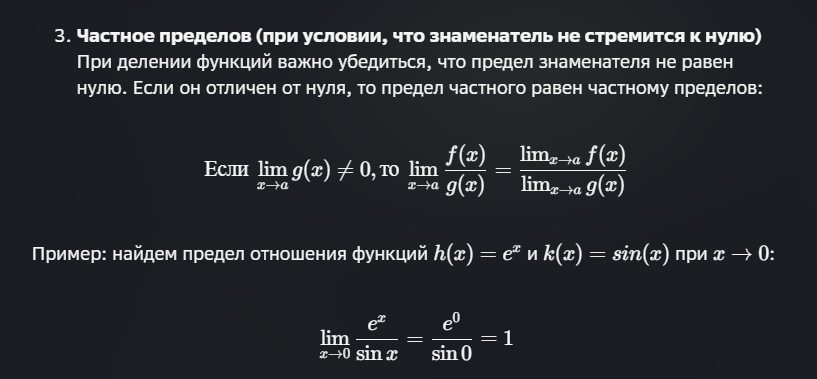 3. Частное пределов (при условии, что знаменатель не стремится к нулю)
При делении функций важно убедиться, что предел знаменателя не равен
нулю. Если он отличен от нуля, то предел частного равен частному пределов:
Если lim_{x→a} g(x) ≠ 0, то lim_{x→a} f(x)/g(x) = lim_{x→a} f(x) / lim_{x→a} g(x)
Пример: найдем предел отношения функций h(x) = e^x и k(x) = sin(x) при x → 0:
lim_{x→0} e^x / sin x = e^0 / sin 0 = 1